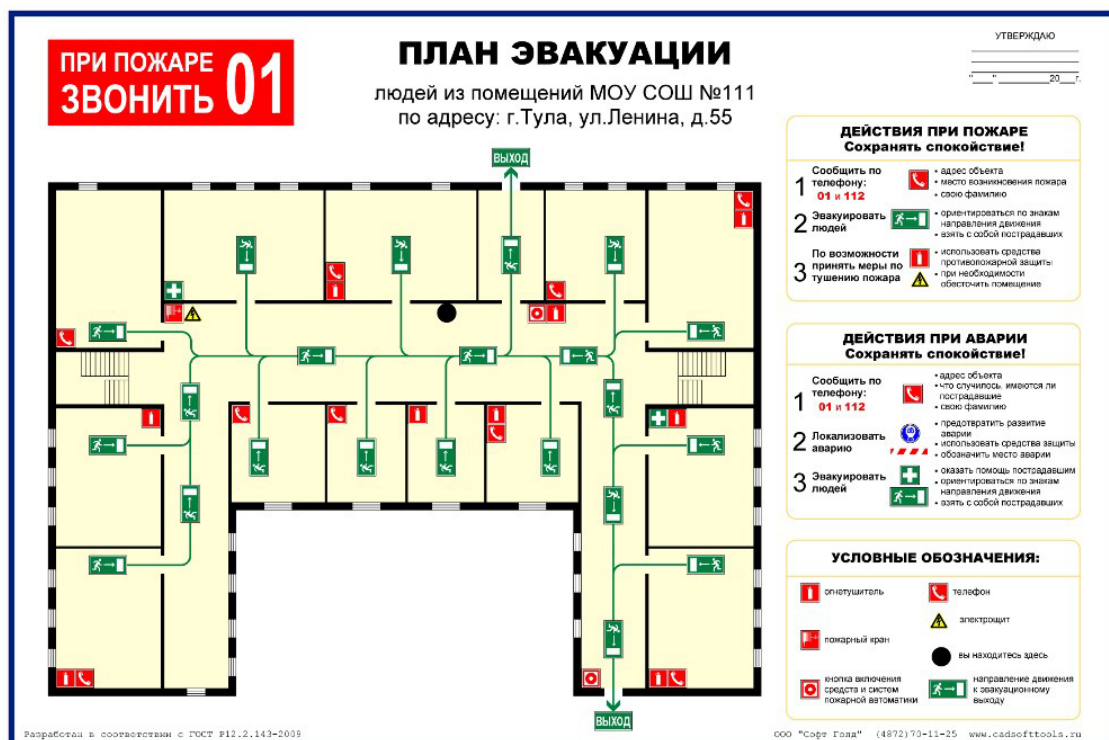 ПРИ ПОЖАРЕ
ЗВОНИТЬ 01
ПЛАН ЭВАКУАЦИИ
людей из помещений МОУ СОШ №111
по адресу: г.Тула, ул.Ленина, д.55
УТВЕРЖДАЮ
"___" __________20___г.
ВЫХОД
ДЕЙСТВИЯ ПРИ ПОЖАРЕ
Сохранять спокойствие!
1 Сообщить по
телефону:
01 и 112
• адрес объекта
• место возникновения пожара
• свою фамилию
2 Эвакуировать
людей
• ориентироваться по знакам
направления движения
• взять с собой пострадавших
3 По возможности
принять меры по
тушению пожара
• использовать средства
противопожарной защиты
• при необходимости
обесточить помещение
ДЕЙСТВИЯ ПРИ АВАРИИ
Сохранять спокойствие!
1 Сообщить по
телефону:
01 и 112
• адрес объекта
• что случилось, имеются ли
пострадавшие
• свою фамилию
2 Локализовать
аварию
• предотвратить развитие
аварии
• использовать средства защиты
• обозначить место аварии
3 Эвакуировать
людей
• оказать помощь пострадавшим
• ориентироваться по знакам
направления движения
• взять с собой пострадавших
УСЛОВНЫЕ ОБОЗНАЧЕНИЯ:
огнетушитель
телефон
электрощит
пожарный кран
вы находитесь здесь
кнопка включения
средств и систем
пожарной автоматики
направление движения
к эвакуационному
выходу
ВЫХОД
Разработан в соответствии с ГОСТ Р12.2.143-2009
ООО "Софт Голд" (4872)70-11-25 www.cadsofttools.ru